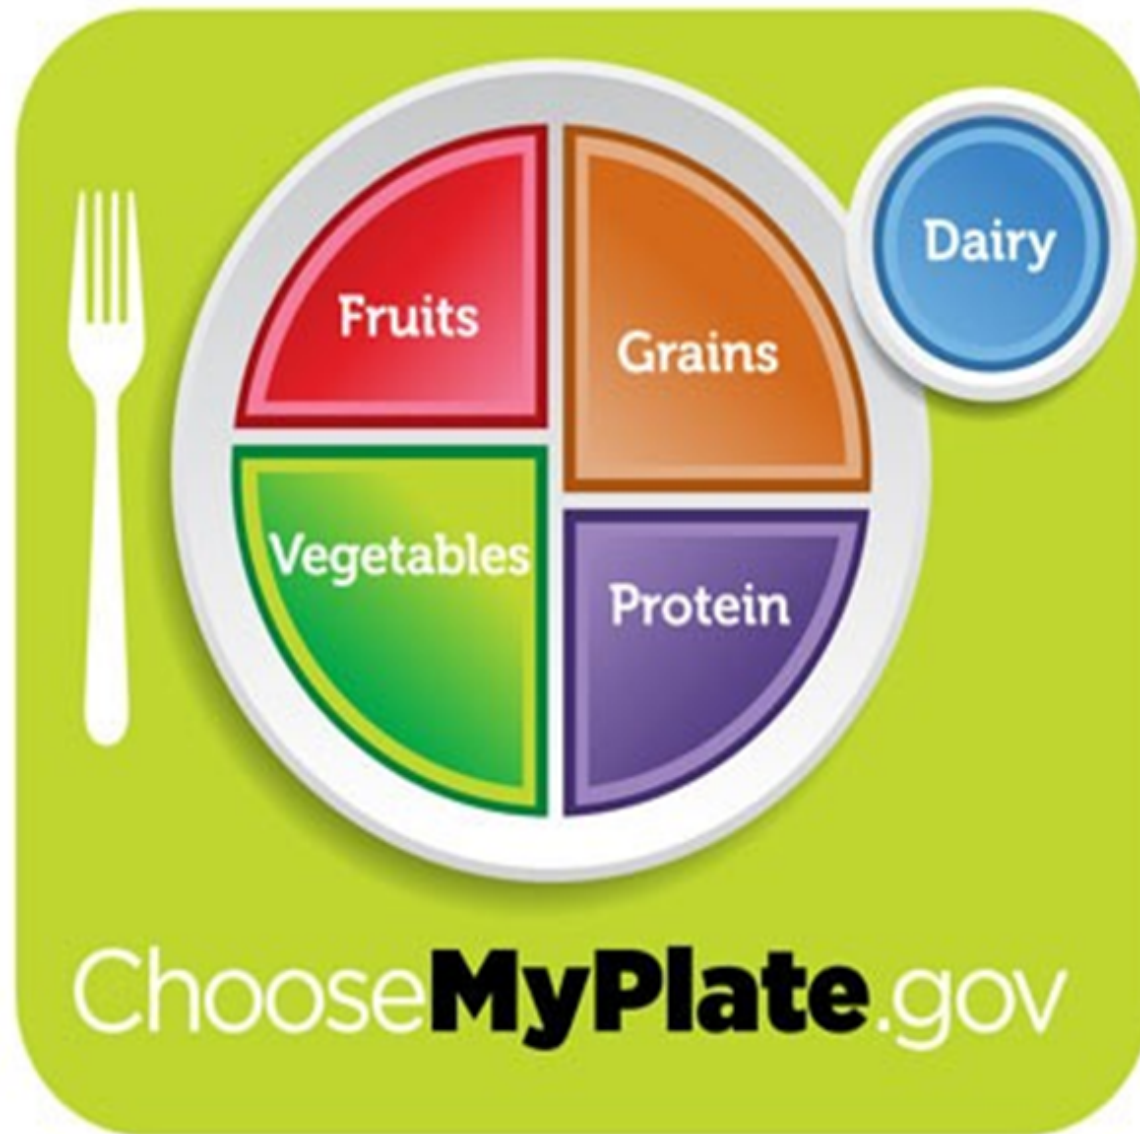 Fruits
Grains
Dairy
Vegetables
Protein
ChooseMyPlate.gov